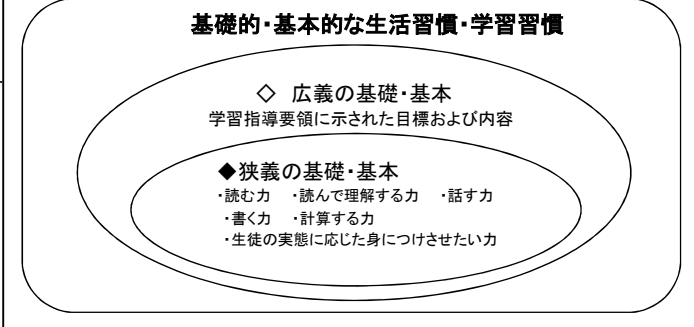 基礎的・基本的な生活習慣・学習習慣
◇ 広義の基礎・基本
学習指導要領に示された目標および内容
◆狭義の基礎・基本
・読む力 ・読んで理解する力 ・話す力
・書く力 ・計算する力
・生徒の実態に応じた身につけさせたい力